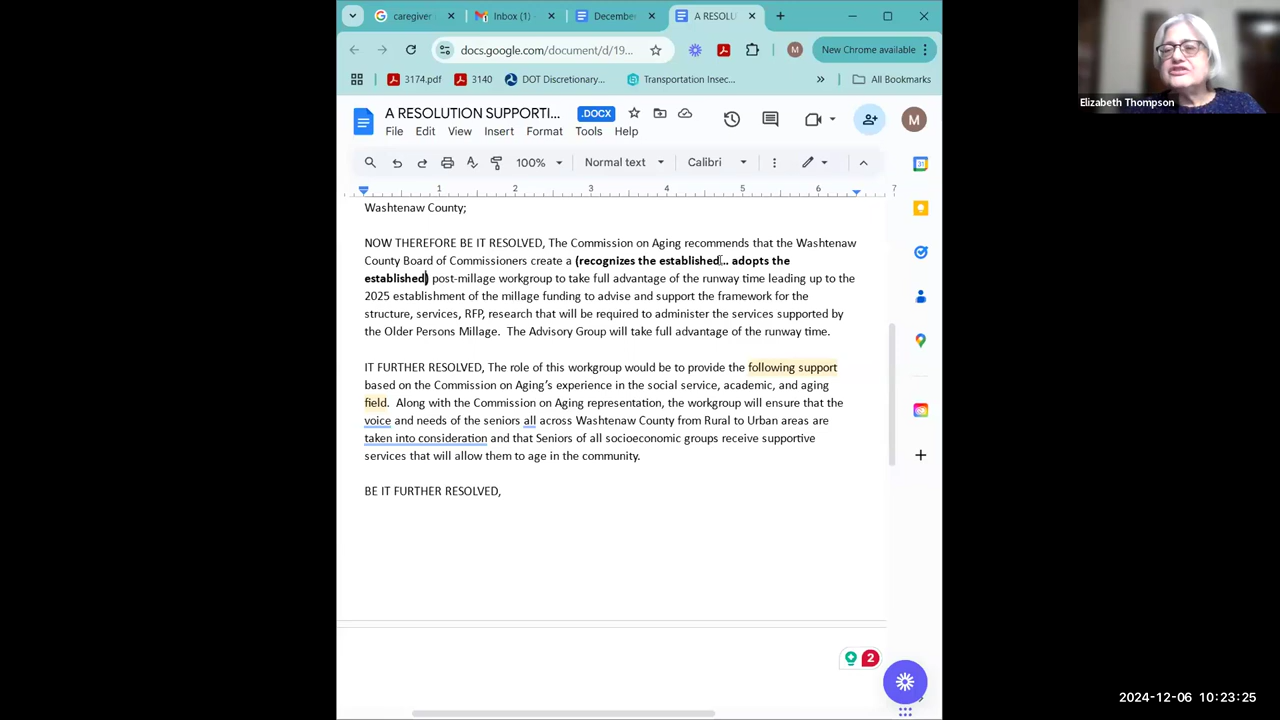 caregiver
Inbox (1)
December
A RESOLU
docs.google.com/document/d/19...
M
New Chrome available
3174.pdf
3140
DOT Discretionary...
Transportation Insec...
»
All Bookmarks
A RESOLUTION SUPPORTI...
.DOCX
File Edit View Insert Format Tools Help
M
100%
Normal text
Calibri
1 2 3 4 5 6 7
Washtenaw County;
NOW THEREFORE BE IT RESOLVED, The Commission on Aging recommends that the Washtenaw
County Board of Commissioners create a (recognizes the established... adopts the
established) post-millage workgroup to take full advantage of the runway time leading up to the
2025 establishment of the millage funding to advise and support the framework for the
structure, services, RFP, research that will be required to administer the services supported by
the Older Persons Millage. The Advisory Group will take full advantage of the runway time.
IT FURTHER RESOLVED, The role of this workgroup would be to provide the following support
based on the Commission on Aging's experience in the social service, academic, and aging
field. Along with the Commission on Aging representation, the workgroup will ensure that the
voice and needs of the seniors all across Washtenaw County from Rural to Urban areas are
taken into consideration and that Seniors of all socioeconomic groups receive supportive
services that will allow them to age in the community.
BE IT FURTHER RESOLVED,
2
Elizabeth Thompson
2024-12-06 10:23:25